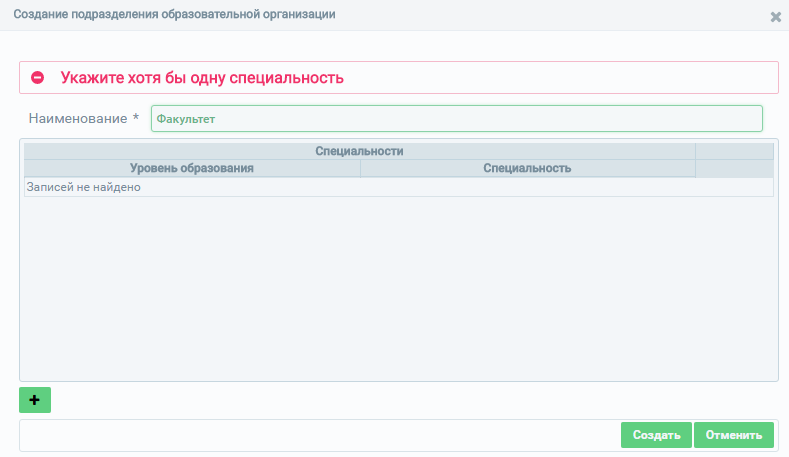 Создание подразделения образовательной организации
Укажите хотя бы одну специальность
Наименование *
Факультет
Специальности
Уровень образования
Специальность
Записей не найдено
Создать
Отменить